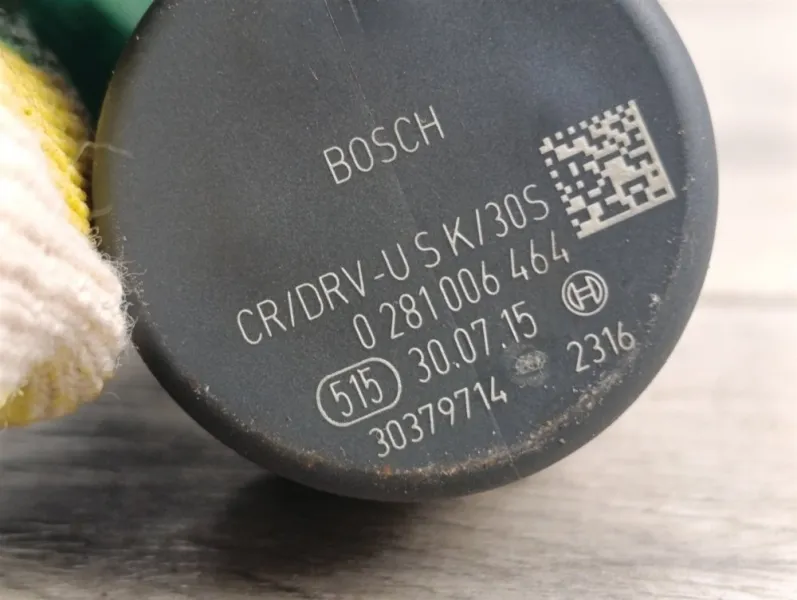 BOSCH
CR/DRV-U S K/30S
0 281 006 464
515 30.07.15
30379714 2316